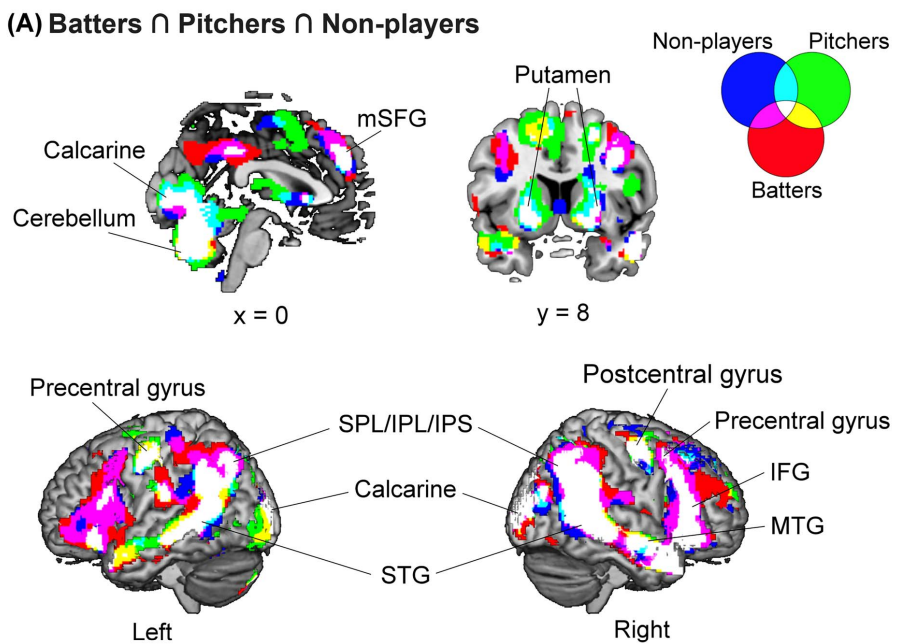 (A) Batters ∩ Pitchers ∩ Non-players
Non-players
Pitchers
Batters
Putamen
mSFG
Calcarine
Cerebellum
x = 0
y = 8
Precentral gyrus
Postcentral gyrus
SPL/IPL/IPS
Precentral gyrus
IFG
Calcarine
MTG
STG
Left
Right